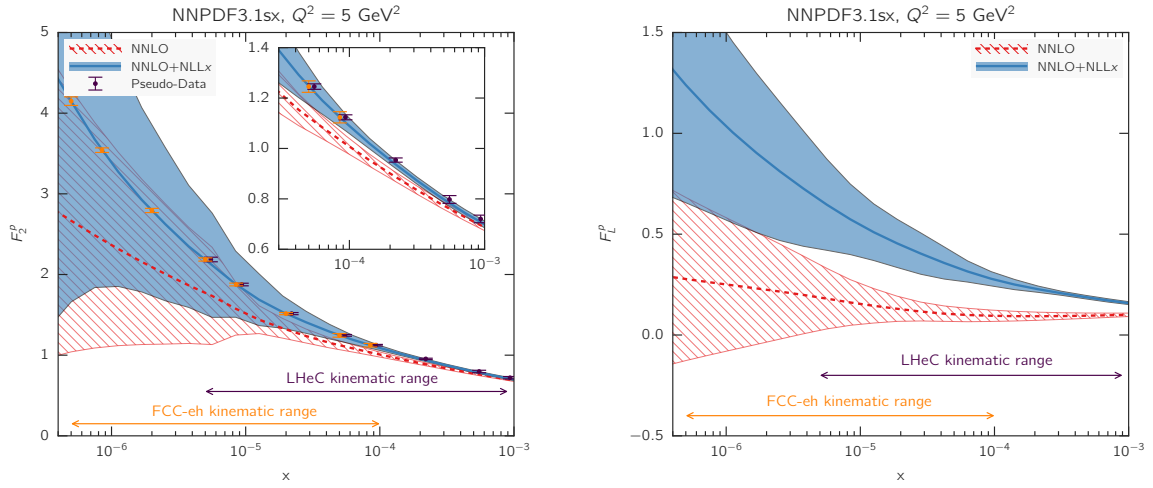 NNPDF3.1sx, Q² = 5 GeV²
NNLO
NNLO+NLLx
Pseudo-Data
5
4
3
2
1
0
F₂ᵖ
1.4
1.2
1.0
0.8
0.6
10⁻⁴
10⁻³
LHeC kinematic range
FCC-eh kinematic range
10⁻⁶
10⁻⁵
10⁻⁴
10⁻³
x
NNPDF3.1sx, Q² = 5 GeV²
NNLO
NNLO+NLLx
1.5
1.0
0.5
0.0
−0.5
F_Lᵖ
LHeC kinematic range
FCC-eh kinematic range
10⁻⁶
10⁻⁵
10⁻⁴
10⁻³
x